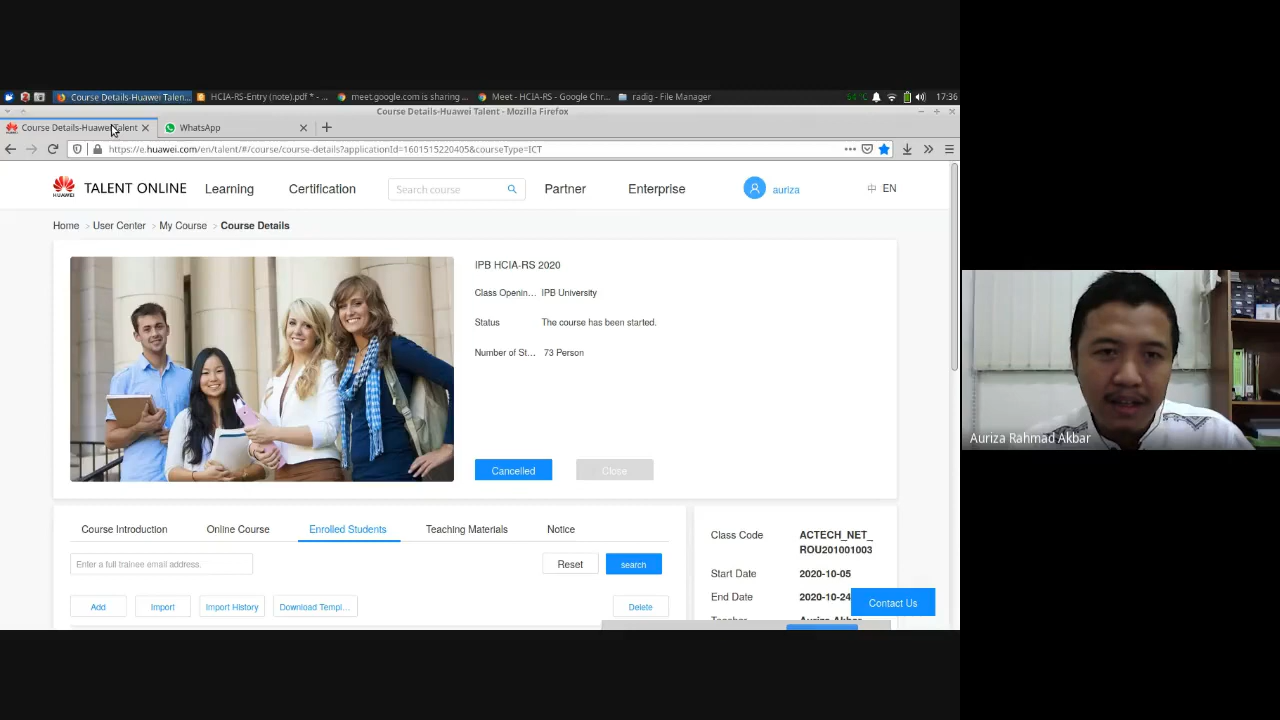 Course Details-Huawei Talen...
HCIA-RS-Entry (note).pdf * - ...
meet.google.com is sharing ...
Meet - HCIA-RS - Google Chr...
radig - File Manager
54°C
17:36
Course Details-Huawei Talent - Mozilla Firefox
Course Details-Huawei Talent
WhatsApp
https://e.huawei.com/en/talent/#/course/course-details?applicationId=1601515220405&courseType=ICT
HUAWEI
TALENT ONLINE
Learning
Certification
Search course
Partner
Enterprise
auriza
中 EN
Home > User Center > My Course > Course Details
IPB HCIA-RS 2020
Class Openin... IPB University
Status The course has been started.
Number of St... 73 Person
Cancelled
Close
Auriza Rahmad Akbar
Course Introduction
Online Course
Enrolled Students
Teaching Materials
Notice
Enter a full trainee email address.
Reset
search
Add
Import
Import History
Download Templ...
Delete
Class Code ACTECH_NET_
ROU201001003
Start Date 2020-10-05
End Date 2020-10-24
Contact Us
Teacher Auriza Akbar